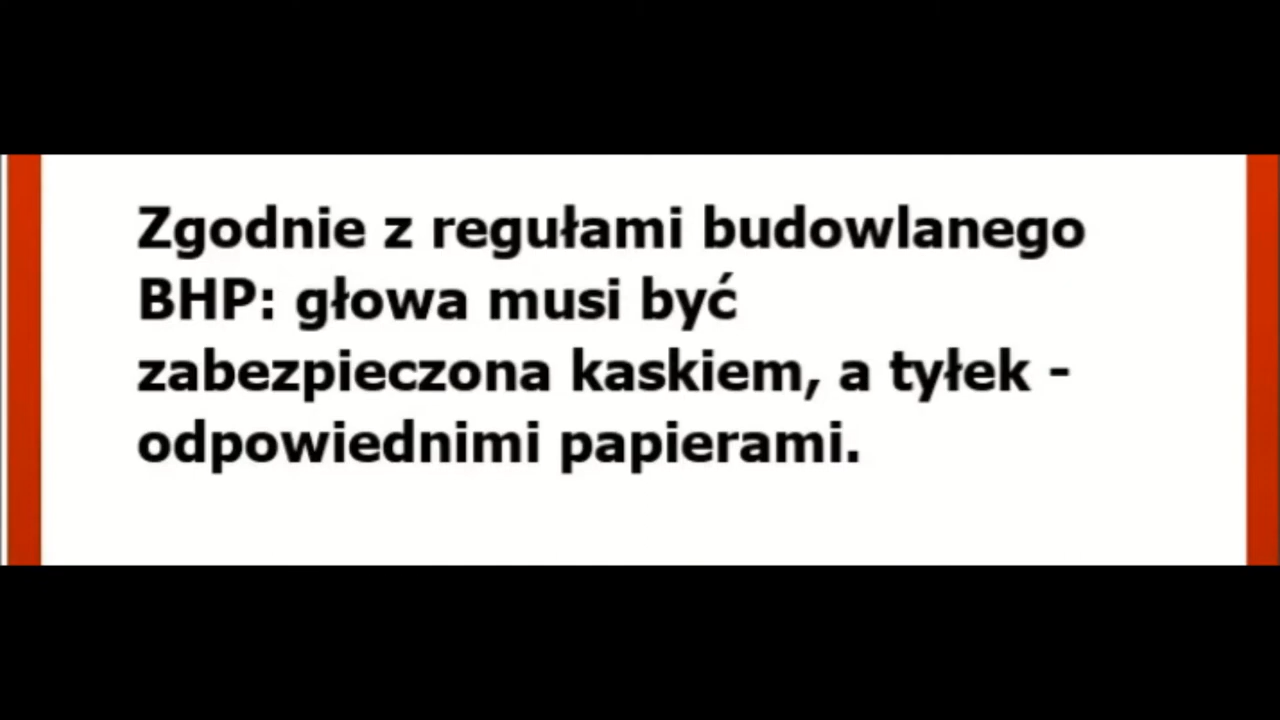 Zgodnie z regułami budowlanego
BHP: głowa musi być
zabezpieczona kaskiem, a tyłek -
odpowiednimi papierami.